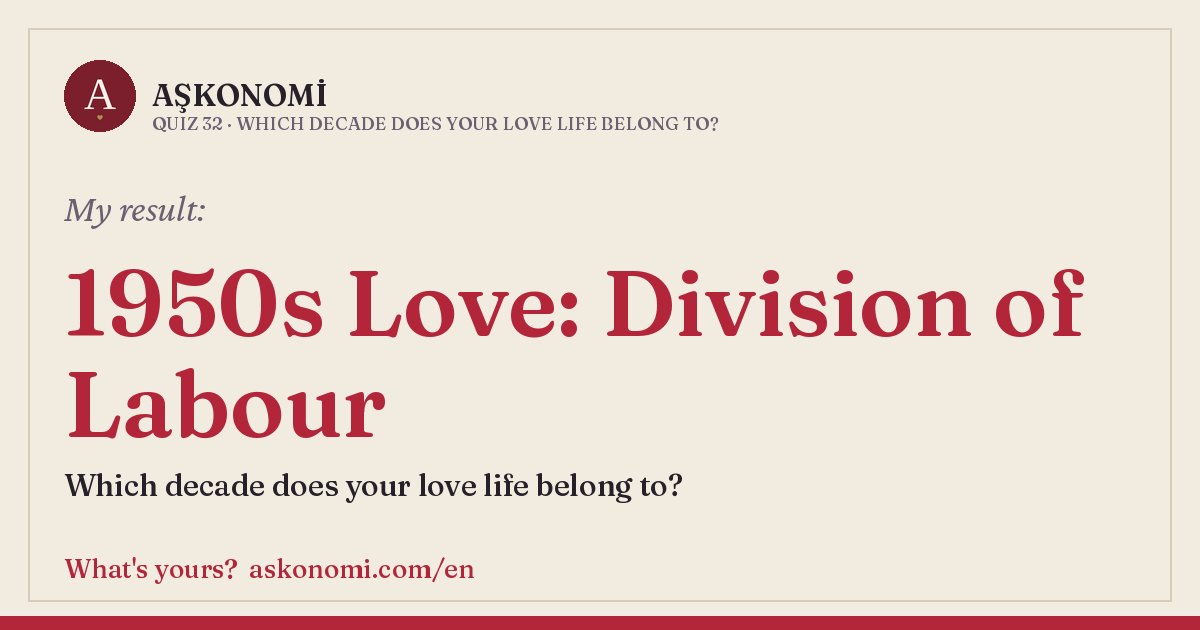 A
AŞKONOMİ
QUIZ 32 · WHICH DECADE DOES YOUR LOVE LIFE BELONG TO?
My result:
1950s Love: Division of
Labour
Which decade does your love life belong to?
What's yours? askonomi.com/en